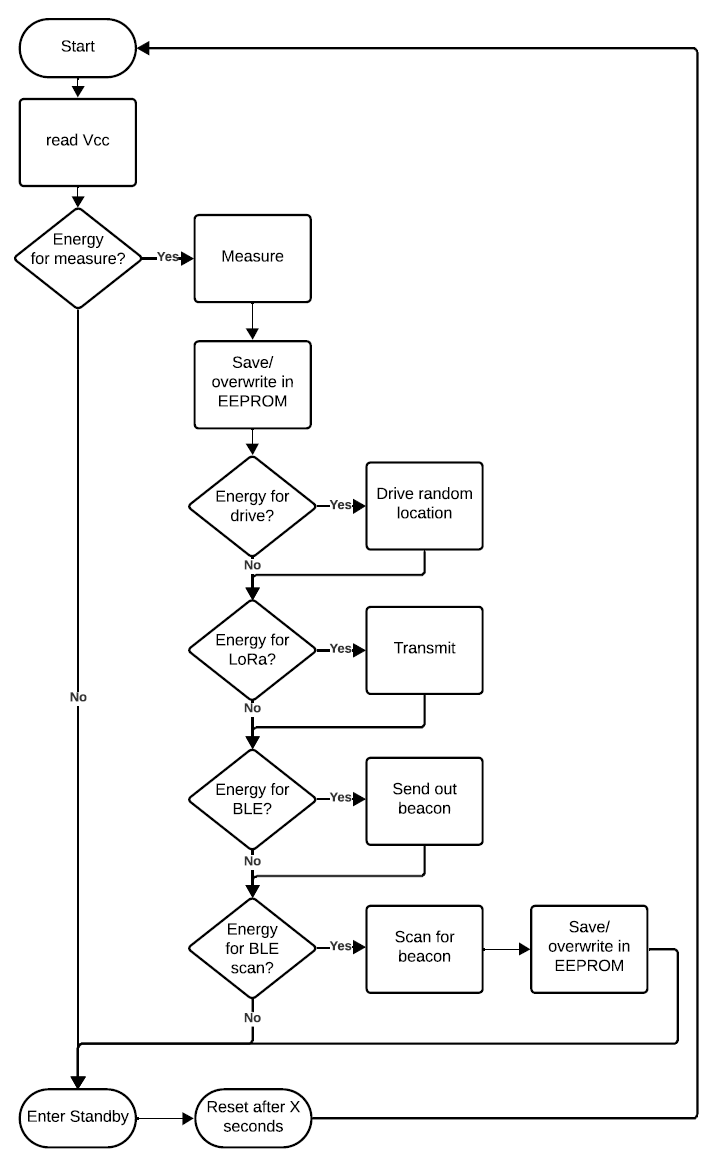 Start
read Vcc
Energy
for measure?
Yes
Measure
Save/
overwrite in
EEPROM
Energy for
drive?
Yes
Drive random
location
No
Energy for
LoRa?
Yes
Transmit
No
No
Energy for
BLE?
Yes
Send out
beacon
No
Energy
for BLE
scan?
Yes
Scan for
beacon
Save/
overwrite in
EEPROM
No
Enter Standby
Reset after X
seconds